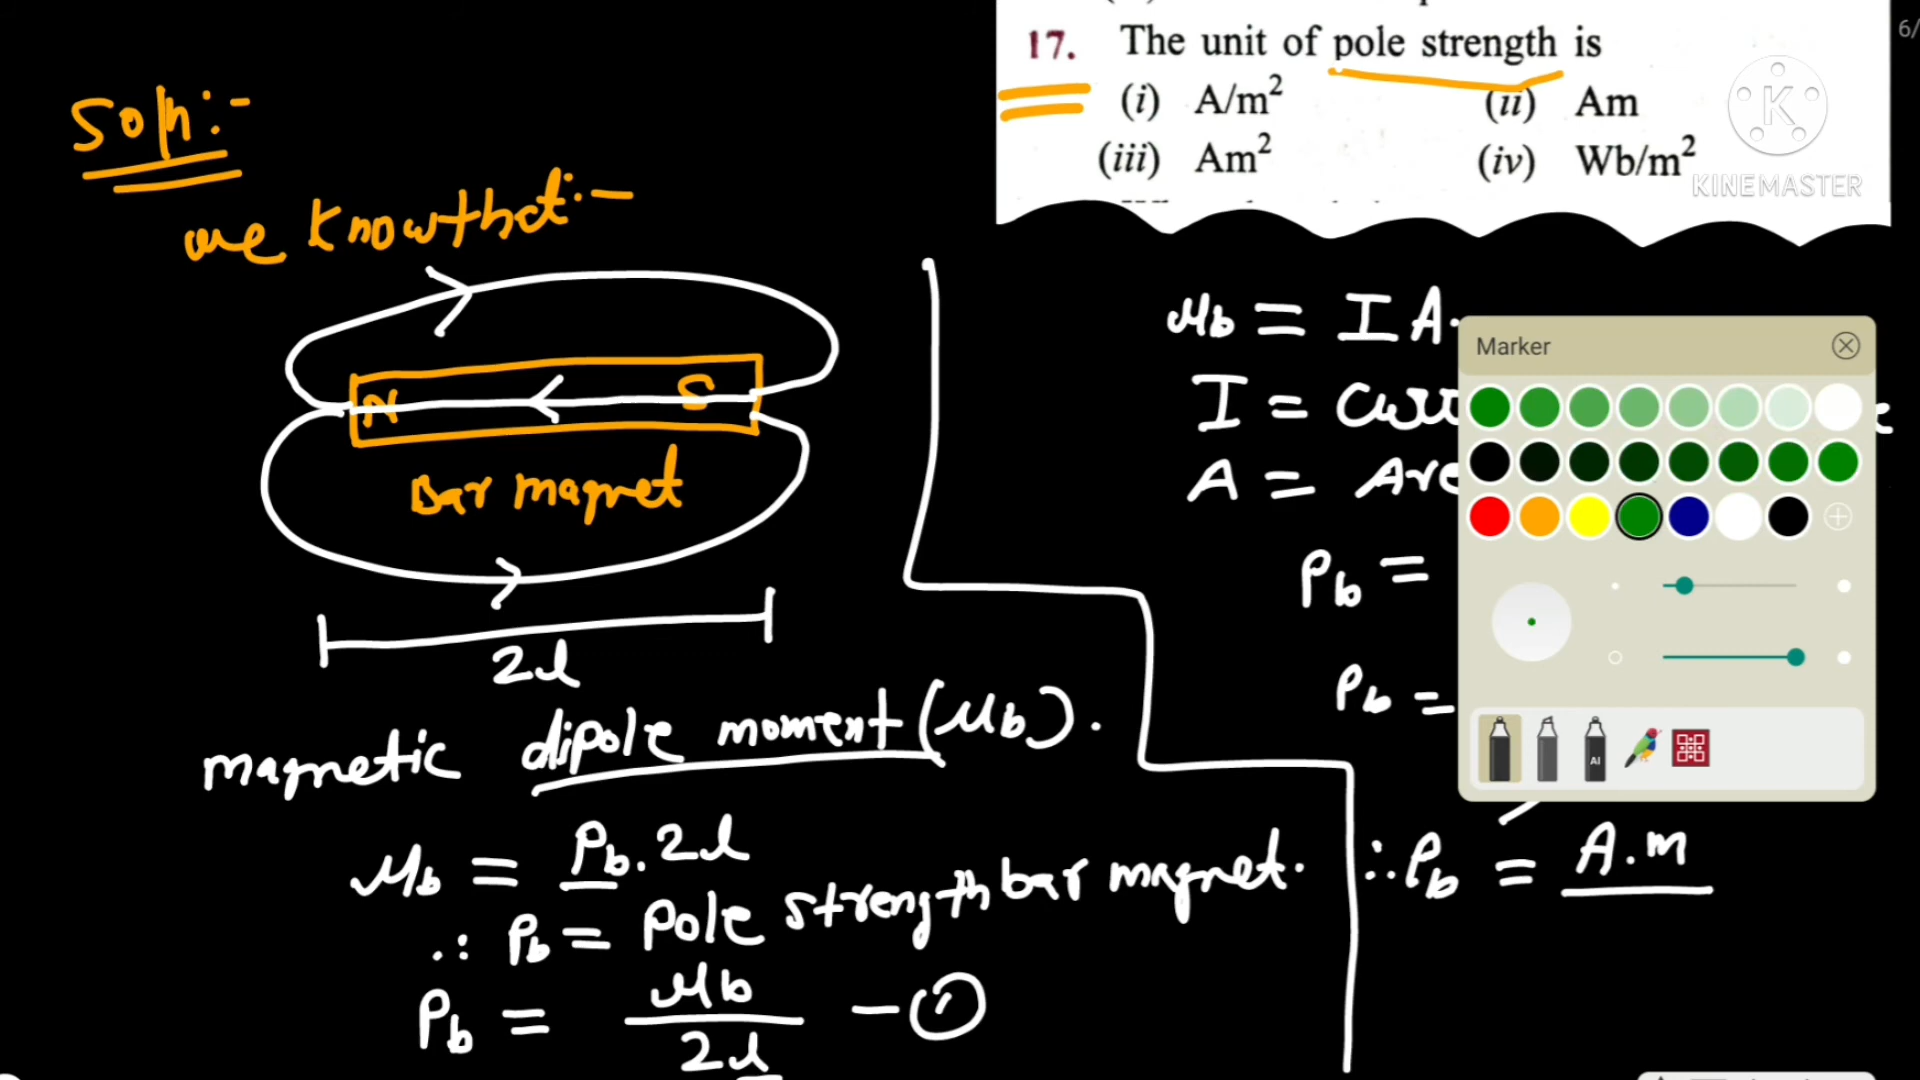 17. The unit of pole strength is
(i) A/m² (ii) Am
(iii) Am² (iv) Wb/m²
KINEMASTER
6/
Soln:-
we know that:-
N S
Bar magnet
2l
magnetic dipole moment (Mb).
Mb = Pb.2l
∴ Pb = Pole strength bar magnet.
Pb = Mb/2l -①
Mb = IA.
I =
A =
Pb =
Pb =
∴ Pb = A.m
Marker
AI